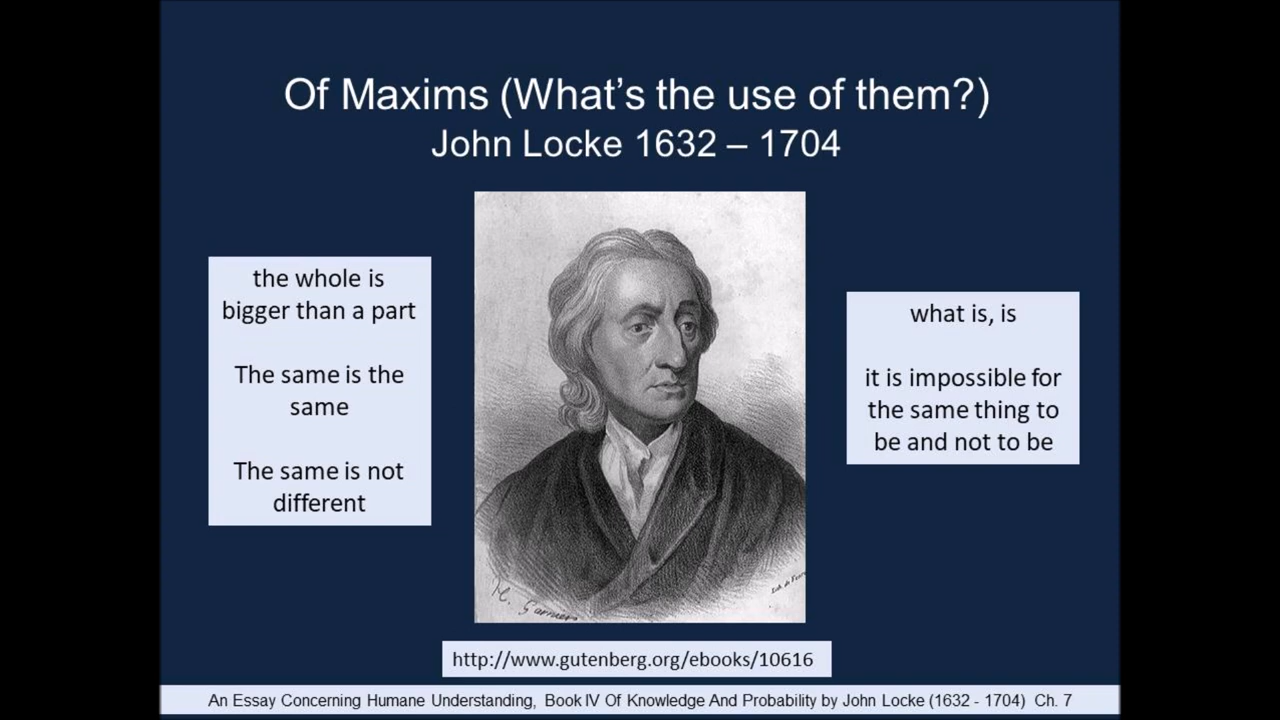 Of Maxims (What's the use of them?)
John Locke 1632 – 1704
the whole is
bigger than a part
The same is the
same
The same is not
different
what is, is
it is impossible for
the same thing to
be and not to be
http://www.gutenberg.org/ebooks/10616
An Essay Concerning Humane Understanding, Book IV Of Knowledge And Probability by John Locke (1632 - 1704) Ch. 7